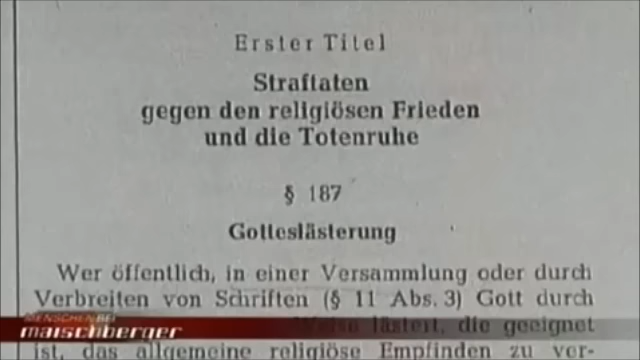 Erster Titel
Straftaten
gegen den religiösen Frieden
und die Totenruhe
§ 187
Gotteslästerung
Wer öffentlich, in einer Versammlung oder durch
Verbreiten von Schriften (§ 11 Abs. 3) Gott durch
MENSCHEN BEI
maischberger
Weise lästert, die geeignet
ist, das allgemeine religiöse Empfinden zu ver-